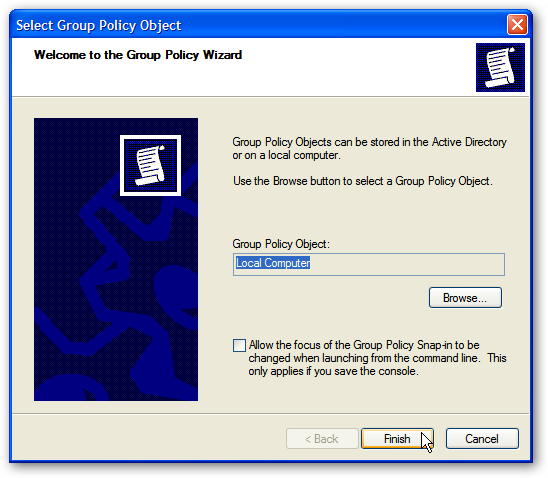 Select Group Policy Object
Welcome to the Group Policy Wizard
Group Policy Objects can be stored in the Active Directory
or on a local computer.
Use the Browse button to select a Group Policy Object.
Group Policy Object:
Local Computer
Browse...
Allow the focus of the Group Policy Snap-in to be
changed when launching from the command line.  This
only applies if you save the console.
< Back
Finish
Cancel